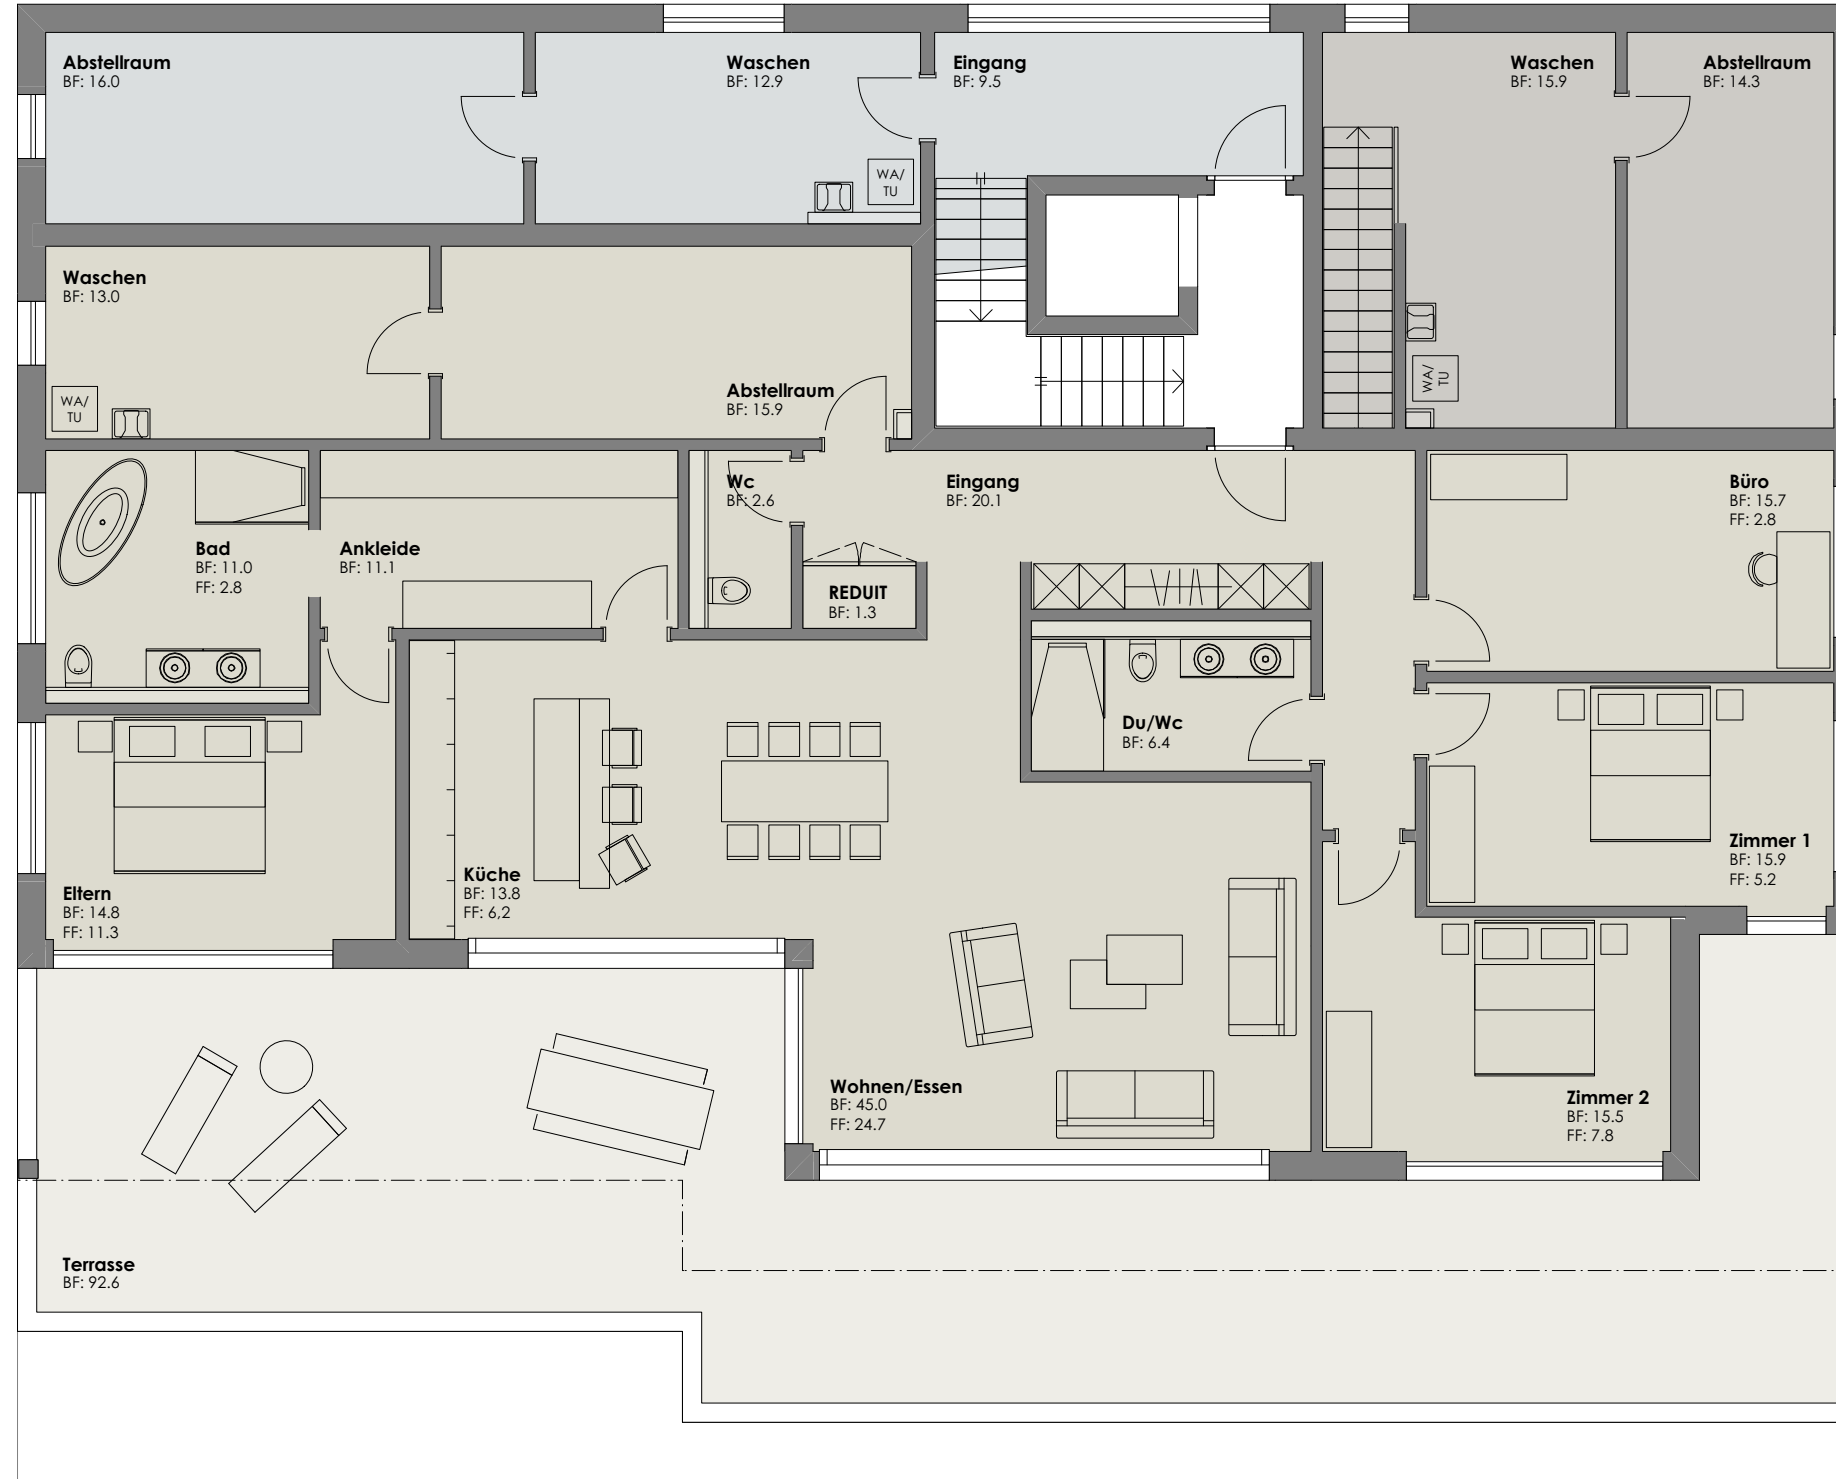 Abstellraum
BF: 16.0
Waschen
BF: 12.9
Eingang
BF: 9.5
Waschen
BF: 15.9
Abstellraum
BF: 14.3
WA/
TU
Waschen
BF: 13.0
WA/
TU
Abstellraum
BF: 15.9
WA/
TU
Wc
BF: 2.6
Eingang
BF: 20.1
Büro
BF: 15.7
FF: 2.8
Bad
BF: 11.0
FF: 2.8
Ankleide
BF: 11.1
REDUIT
BF: 1.3
Du/Wc
BF: 6.4
Zimmer 1
BF: 15.9
FF: 5.2
Eltern
BF: 14.8
FF: 11.3
Küche
BF: 13.8
FF: 6,2
Wohnen/Essen
BF: 45.0
FF: 24.7
Zimmer 2
BF: 15.5
FF: 7.8
Terrasse
BF: 92.6